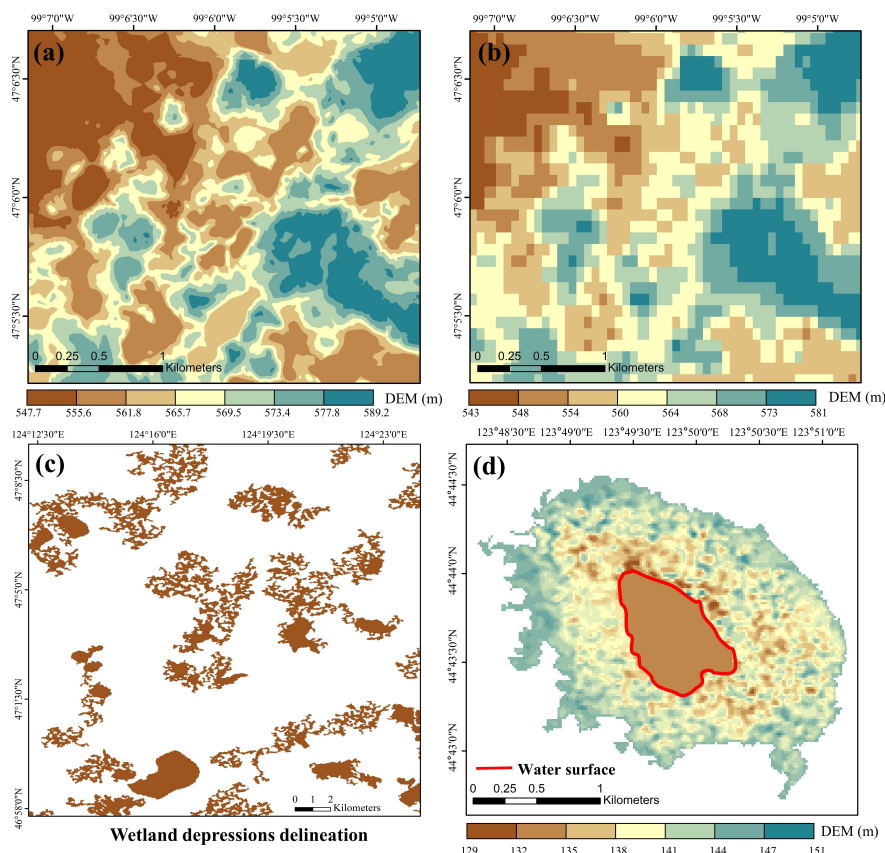 99°7'0"W 99°6'30"W 99°6'0"W 99°5'30"W 99°5'0"W
99°7'0"W 99°6'30"W 99°6'0"W 99°5'30"W 99°5'0"W
(a)
(b)
47°6'30"N
47°6'0"N
47°5'30"N
47°6'30"N
47°6'0"N
47°5'30"N
0 0.25 0.5 1
Kilometers
0 0.25 0.5 1
Kilometers
DEM (m)
547.7 555.6 561.8 565.7 569.5 573.4 577.8 589.2
DEM (m)
543 548 554 560 564 568 573 581
124°12'30"E 124°16'0"E 124°19'30"E 124°23'0"E
123°48'30"E 123°49'0"E 123°49'30"E 123°50'0"E 123°50'30"E 123°51'0"E
(c)
(d)
47°8'30"N
47°5'0"N
47°1'30"N
46°58'0"N
44°44'30"N
44°44'0"N
44°43'30"N
44°43'0"N
0 1 2
Kilometers
Water surface
0 0.25 0.5 1
Kilometers
Wetland depressions delineation
DEM (m)
129 132 135 138 141 144 147 151